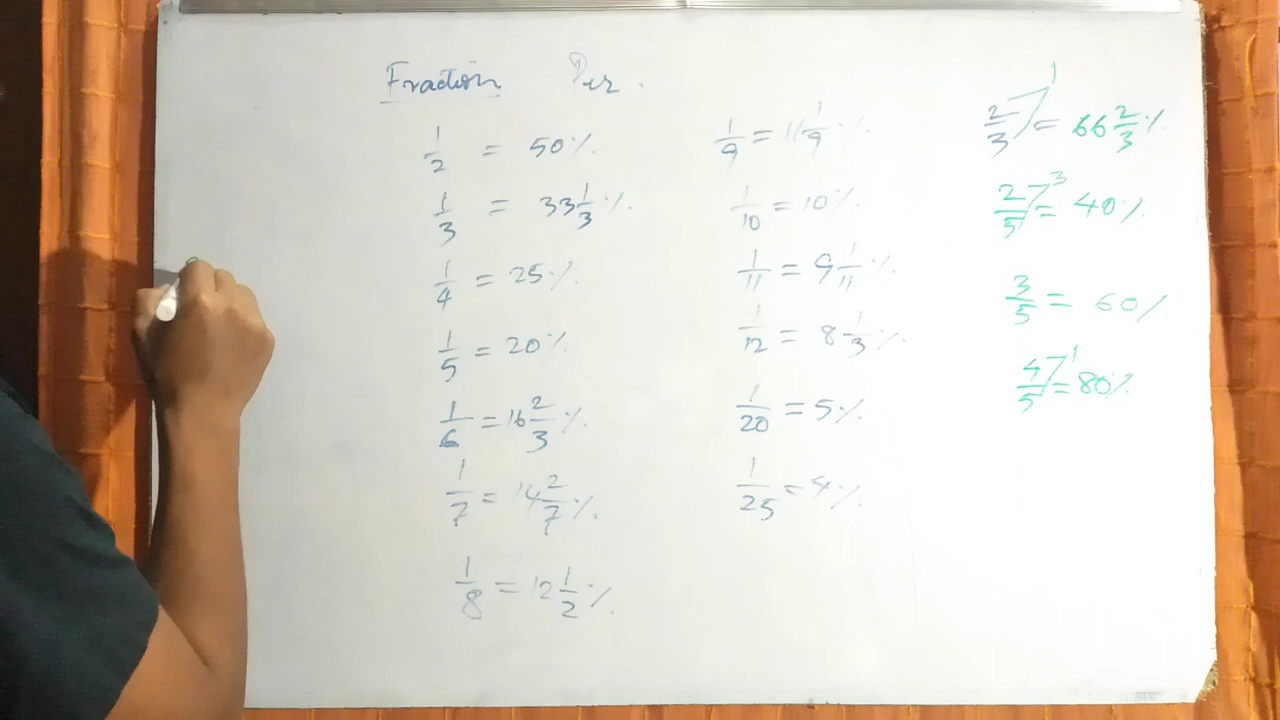 Fraction Per.
1/2 = 50%
1/3 = 33 1/3 %.
1/4 = 25%
1/5 = 20%
1/6 = 16 2/3 %
1/7 = 14 2/7 %.
1/8 = 12 1/2 %.
1/9 = 11 1/9 %
1/10 = 10%
1/11 = 9 1/11 %
1/12 = 8 1/3 %
1/20 = 5%
1/25 = 4%
2/3 1 = 66 2/3 %
2/5 3 = 40%
3/5 = 60%
4/5 1 = 80%